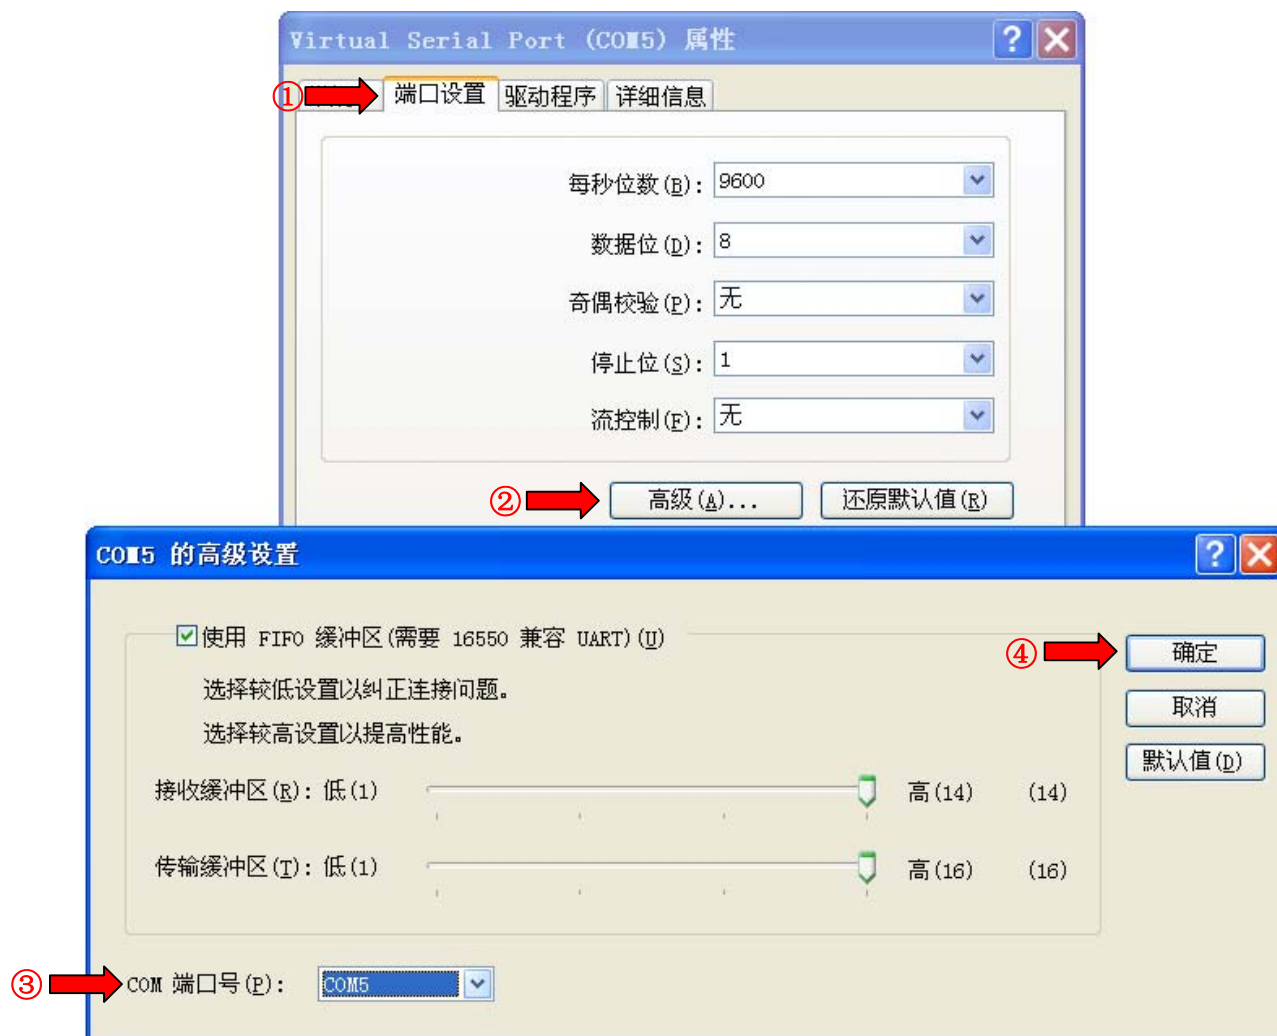 Virtual Serial Port (COM5) 属性
①
端口设置 驱动程序 详细信息
每秒位数(B): 9600
数据位(D): 8
奇偶校验(P): 无
停止位(S): 1
流控制(F): 无
② 高级(A)... 还原默认值(R)
COM5 的高级设置
使用 FIFO 缓冲区(需要 16550 兼容 UART)(U)
④ 确定
选择较低设置以纠正连接问题。
取消
选择较高设置以提高性能。
默认值(D)
接收缓冲区(R): 低(1) 高(14) (14)
传输缓冲区(T): 低(1) 高(16) (16)
③ COM 端口号(P): COM5